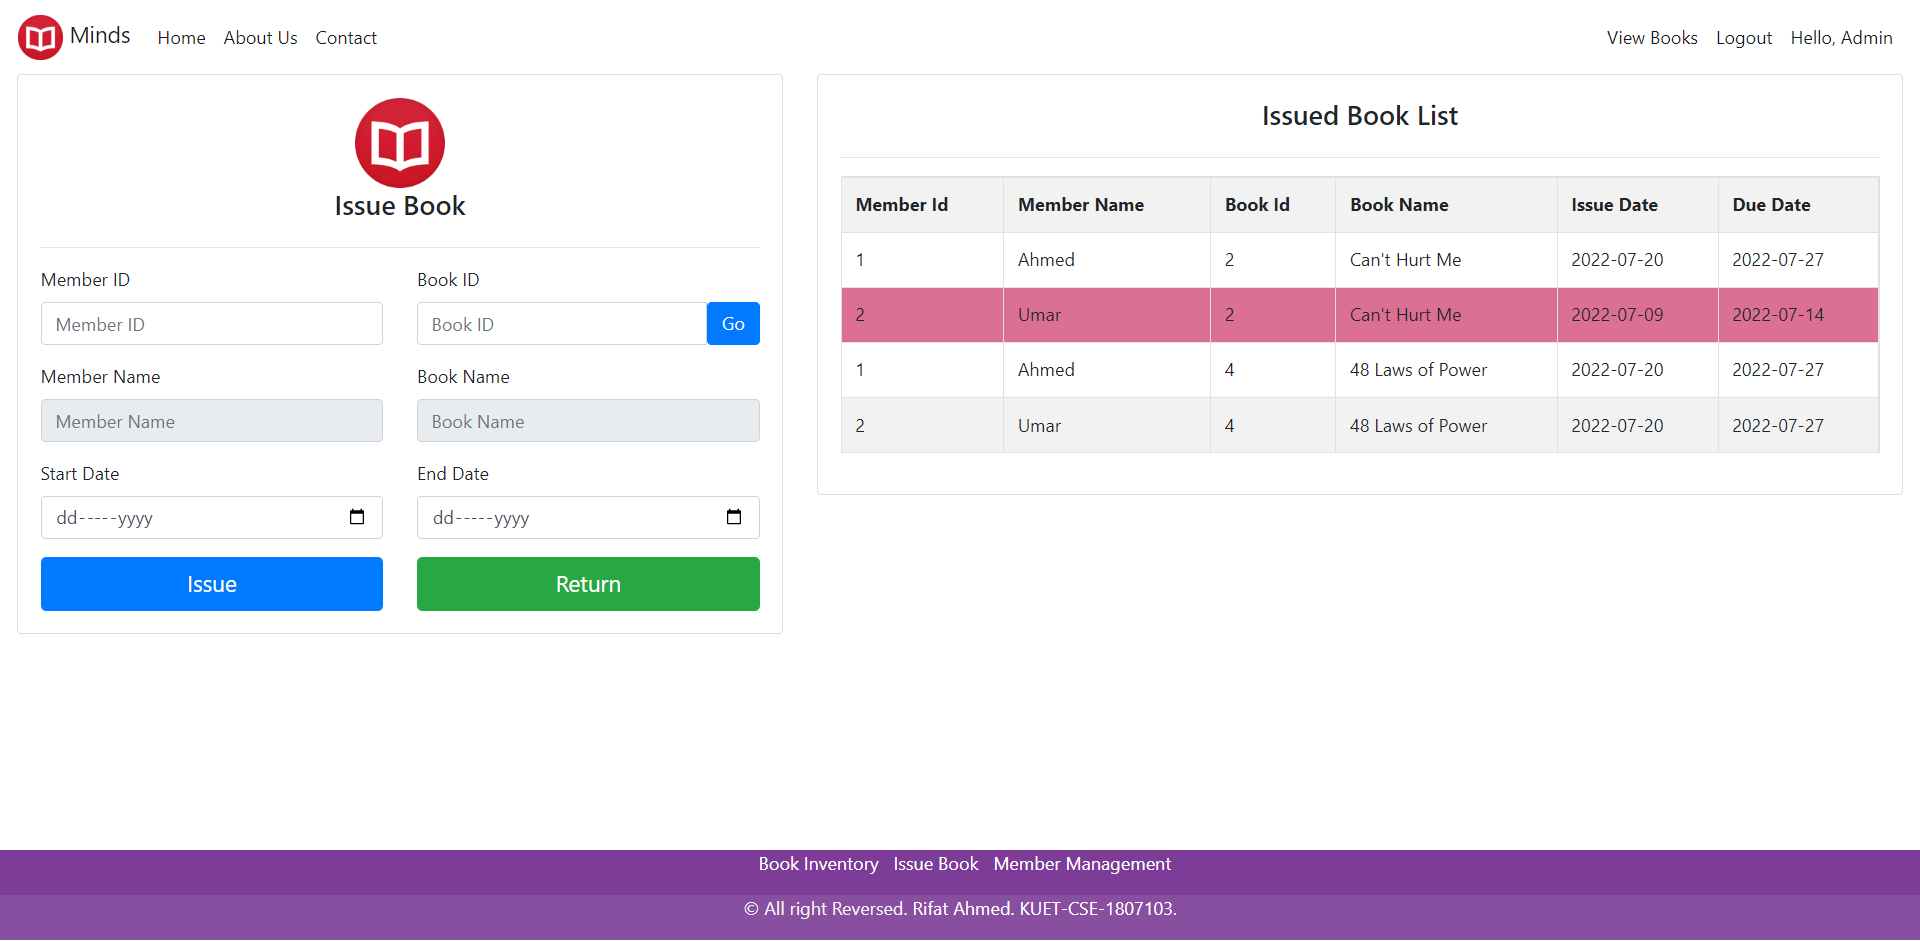 Minds Home About Us Contact View Books Logout Hello, Admin
Issue Book
Member ID Book ID
Member ID Book ID Go
Member Name Book Name
Member Name Book Name
Start Date End Date
dd-----yyyy dd-----yyyy
Issue Return
Issued Book List
Member Id Member Name Book Id Book Name Issue Date Due Date
1 Ahmed 2 Can't Hurt Me 2022-07-20 2022-07-27
2 Umar 2 Can't Hurt Me 2022-07-09 2022-07-14
1 Ahmed 4 48 Laws of Power 2022-07-20 2022-07-27
2 Umar 4 48 Laws of Power 2022-07-20 2022-07-27
Book Inventory Issue Book Member Management
© All right Reversed. Rifat Ahmed. KUET-CSE-1807103.